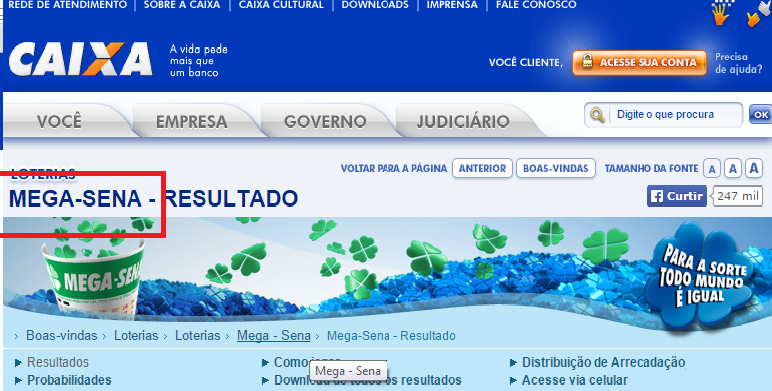 REDE DE ATENDIMENTO | SOBRE A CAIXA | CAIXA CULTURAL | DOWNLOADS | IMPRENSA | FALE CONOSCO
CAIXA
A vida pede
mais que
um banco
VOCÊ CLIENTE,
ACESSE SUA CONTA
Precisa
de ajuda?
VOCÊ
EMPRESA
GOVERNO
JUDICIÁRIO
Digite o que procura
OK
LOTERIAS
VOLTAR PARA A PÁGINA
ANTERIOR
BOAS-VINDAS
TAMANHO DA FONTE
A A A
MEGA-SENA - RESULTADO
Curtir
247 mil
MEGA-SENA
PARA A SORTE
TODO MUNDO
É IGUAL
› Boas-vindas › Loterias › Loterias › Mega - Sena › Mega-Sena - Resultado
Resultados
Como jogar
Distribuição de Arrecadação
Mega - Sena
Probabilidades
Download de todos os resultados
Acesse via celular